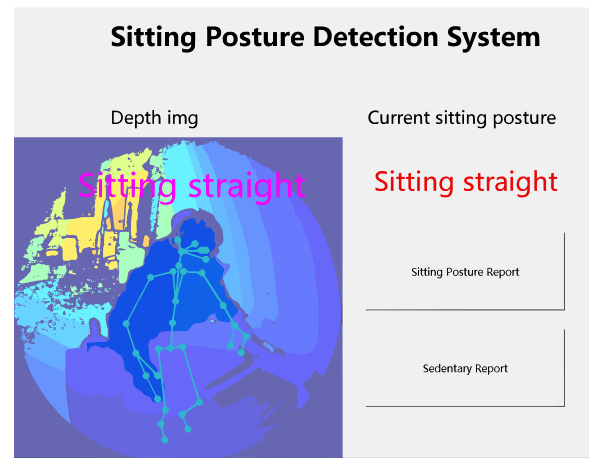 Sitting Posture Detection System
Depth img
Current sitting posture
Sitting straight
Sitting straight
Sitting Posture Report
Sedentary Report